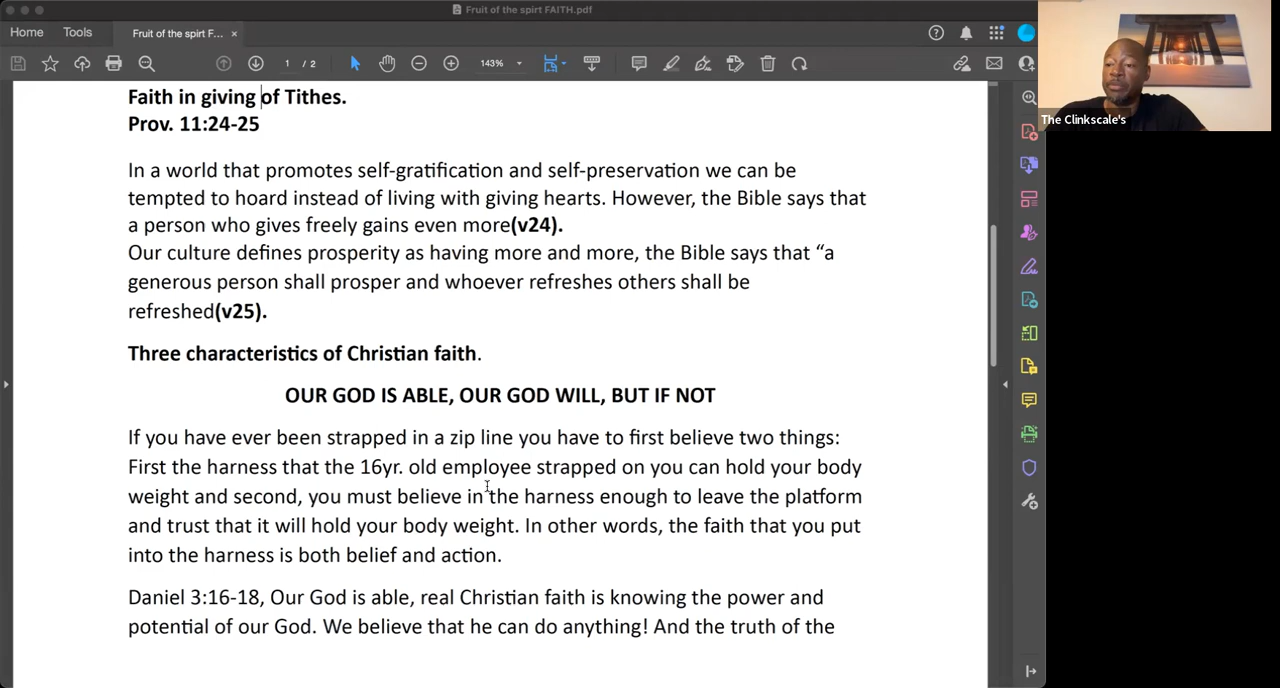 Fruit of the spirt FAITH.pdf
Home
Tools
Fruit of the spirt F... ×
1 / 2
143%
The Clinkscale's
Faith in giving of Tithes.
Prov. 11:24-25
In a world that promotes self-gratification and self-preservation we can be
tempted to hoard instead of living with giving hearts. However, the Bible says that
a person who gives freely gains even more(v24).
Our culture defines prosperity as having more and more, the Bible says that “a
generous person shall prosper and whoever refreshes others shall be
refreshed(v25).
Three characteristics of Christian faith.
OUR GOD IS ABLE, OUR GOD WILL, BUT IF NOT
If you have ever been strapped in a zip line you have to first believe two things:
First the harness that the 16yr. old employee strapped on you can hold your body
weight and second, you must believe in the harness enough to leave the platform
and trust that it will hold your body weight. In other words, the faith that you put
into the harness is both belief and action.
Daniel 3:16-18, Our God is able, real Christian faith is knowing the power and
potential of our God. We believe that he can do anything! And the truth of the